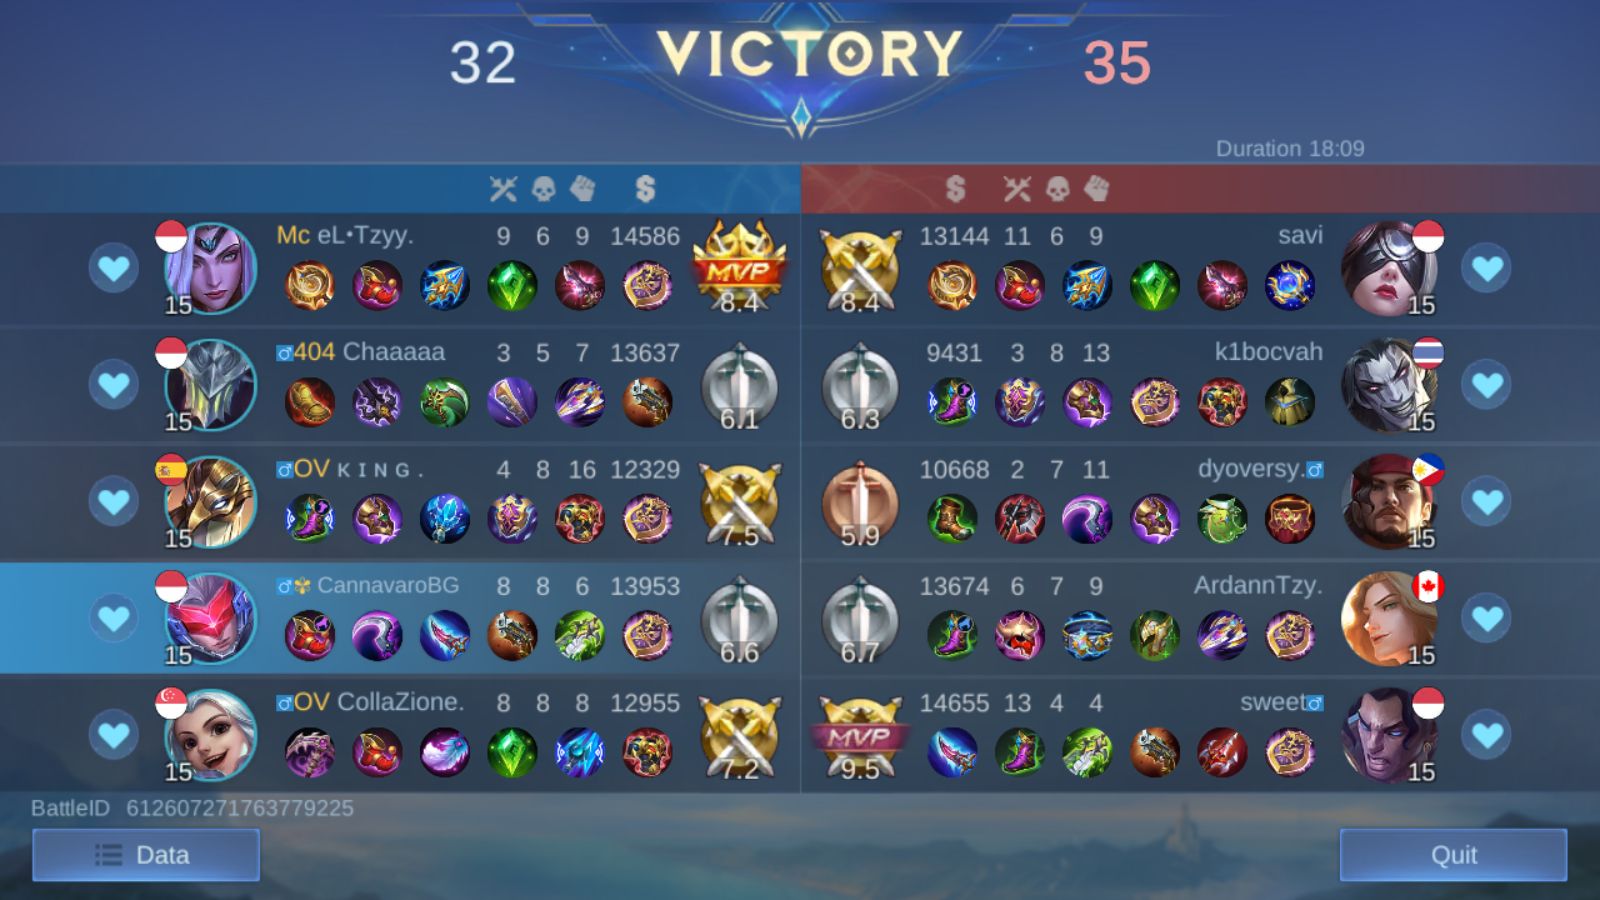 32 VICTORY 35
Duration 18:09
Mc eL•Tzyy. 9 6 9 14586 MVP 8.4
15
8.4 13144 11 6 9 savi
15
404 Chaaaaa 3 5 7 13637 6.1
15
6.3 9431 3 8 13 k1bocvah
15
OV ᴋ ɪ ɴ ɢ . 4 8 16 12329 7.5
15
5.9 10668 2 7 11 dyoversy.
15
CannavaroBG 8 8 6 13953 6.6
15
6.7 13674 6 7 9 ArdannTzy.
15
OV CollaZione. 8 8 8 12955 7.2
15
MVP 9.5 14655 13 4 4 sweet
15
BattleID 612607271763779225
Data
Quit